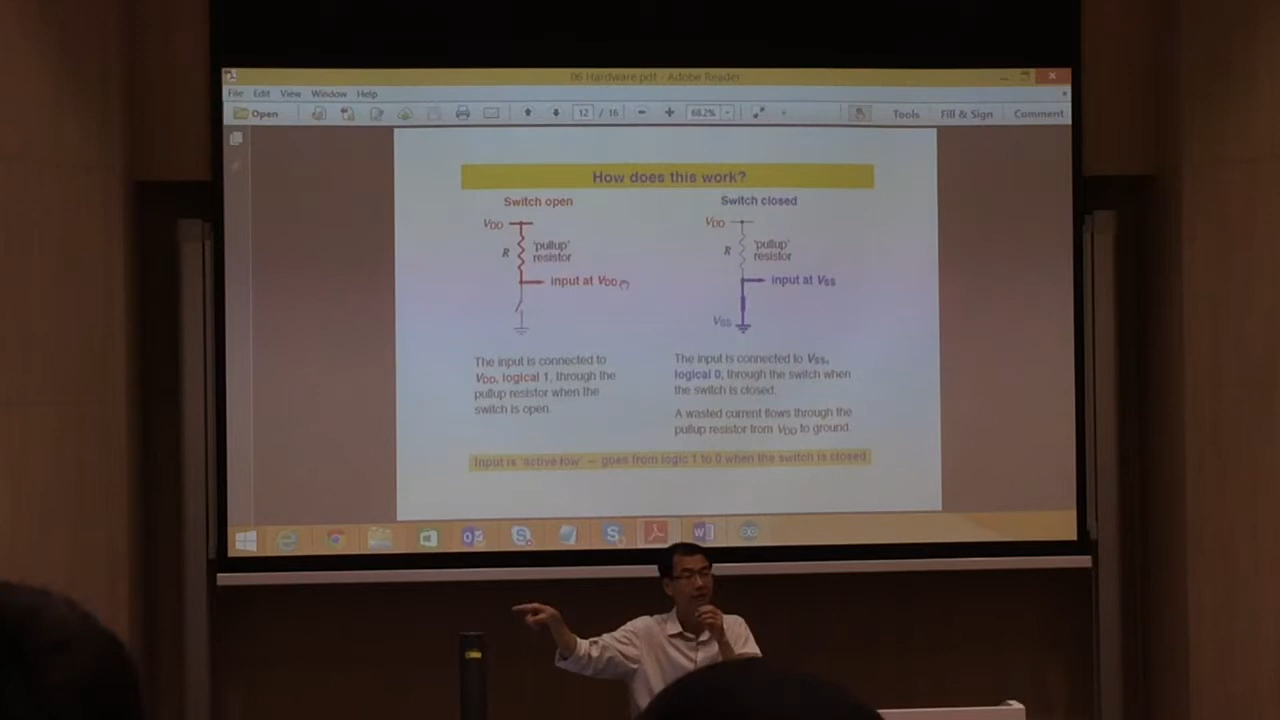 06 Hardware.pdf - Adobe Reader
File Edit View Window Help
Open 12 / 16 68.2% Tools Fill & Sign Comment
How does this work?
Switch open
VDD
R
'pullup'
resistor
input at VDD
The input is connected to
VDD, logical 1, through the
pullup resistor when the
switch is open.
Switch closed
VDD
R
'pullup'
resistor
input at VSS
VSS
The input is connected to VSS,
logical 0, through the switch when
the switch is closed.
A wasted current flows through the
pullup resistor from VDD to ground.
Input is 'active low' – goes from logic 1 to 0 when the switch is closed